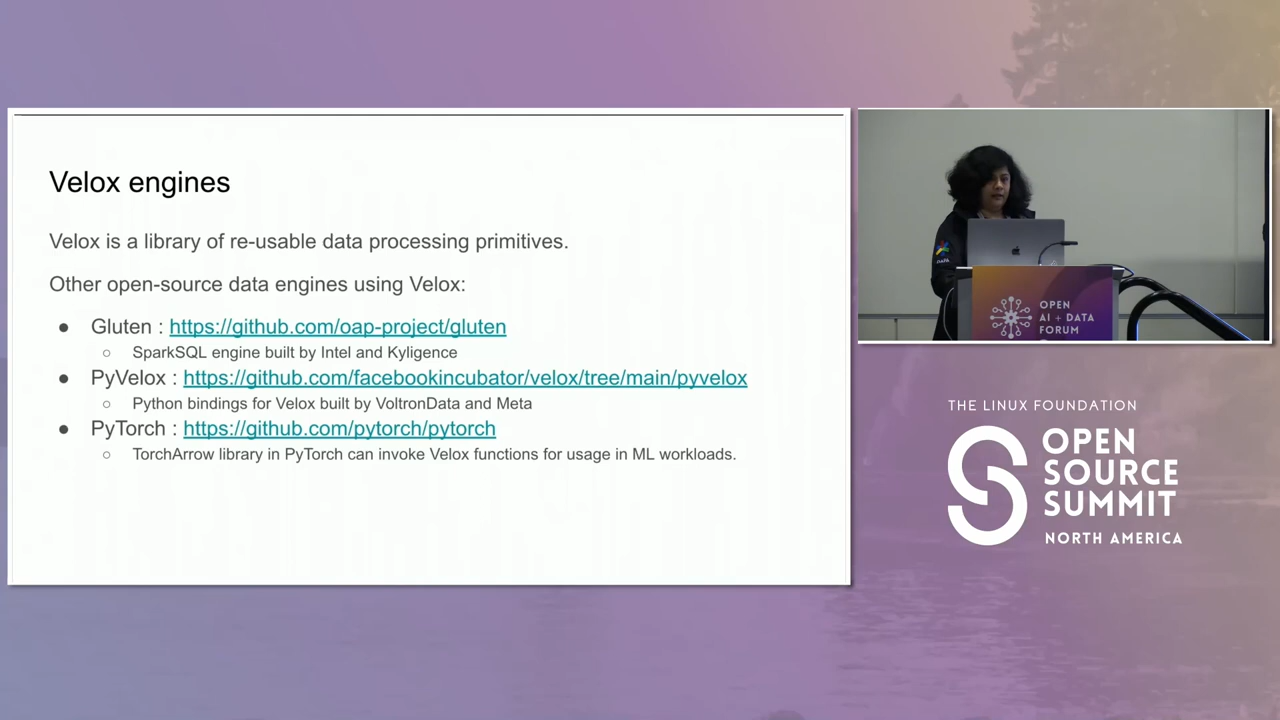 Velox engines
Velox is a library of re-usable data processing primitives.
Other open-source data engines using Velox:
● Gluten : https://github.com/oap-project/gluten
○ SparkSQL engine built by Intel and Kyligence
● PyVelox : https://github.com/facebookincubator/velox/tree/main/pyvelox
○ Python bindings for Velox built by VoltronData and Meta
● PyTorch : https://github.com/pytorch/pytorch
○ TorchArrow library in PyTorch can invoke Velox functions for usage in ML workloads.
OPEN
AI + DATA
FORUM
THE LINUX FOUNDATION
OPEN
SOURCE
SUMMIT
NORTH AMERICA